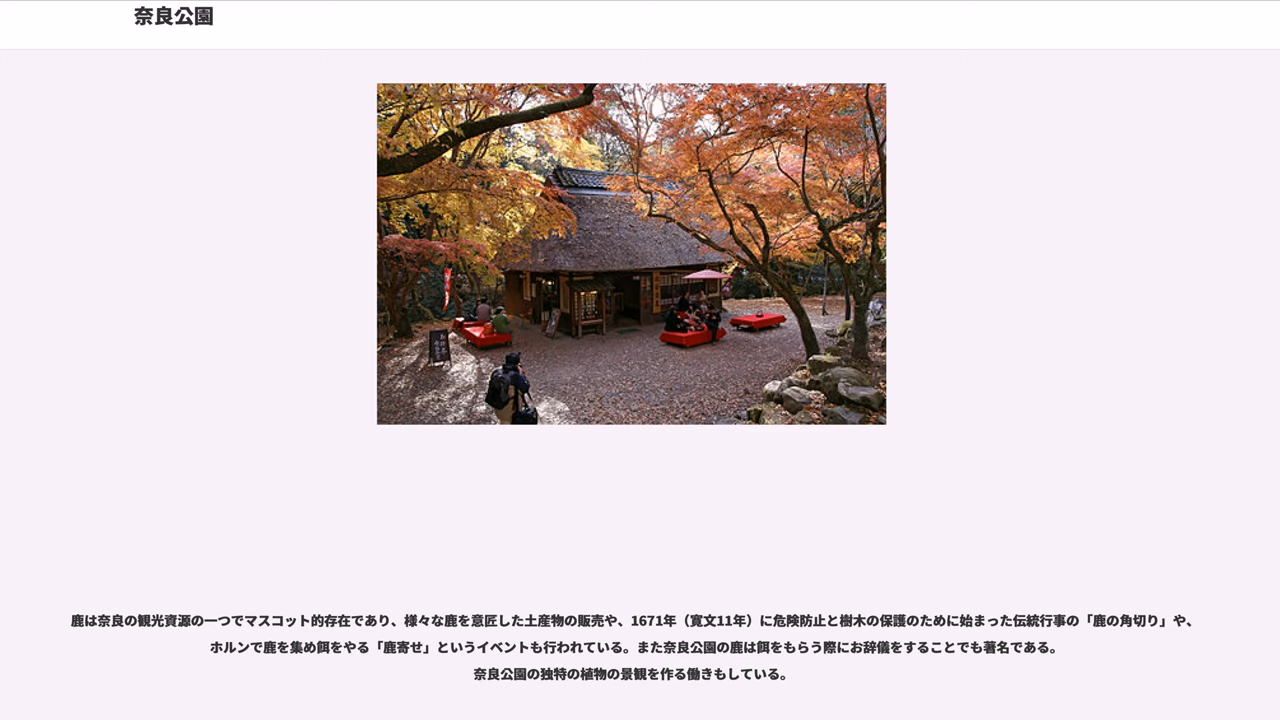 奈良公園
鹿は奈良の観光資源の一つでマスコット的存在であり、様々な鹿を意匠した土産物の販売や、1671年（寛文11年）に危険防止と樹木の保護のために始まった伝統行事の「鹿の角切り」や、
ホルンで鹿を集め餌をやる「鹿寄せ」というイベントも行われている。また奈良公園の鹿は餌をもらう際にお辞儀をすることでも著名である。
奈良公園の独特の植物の景観を作る働きもしている。